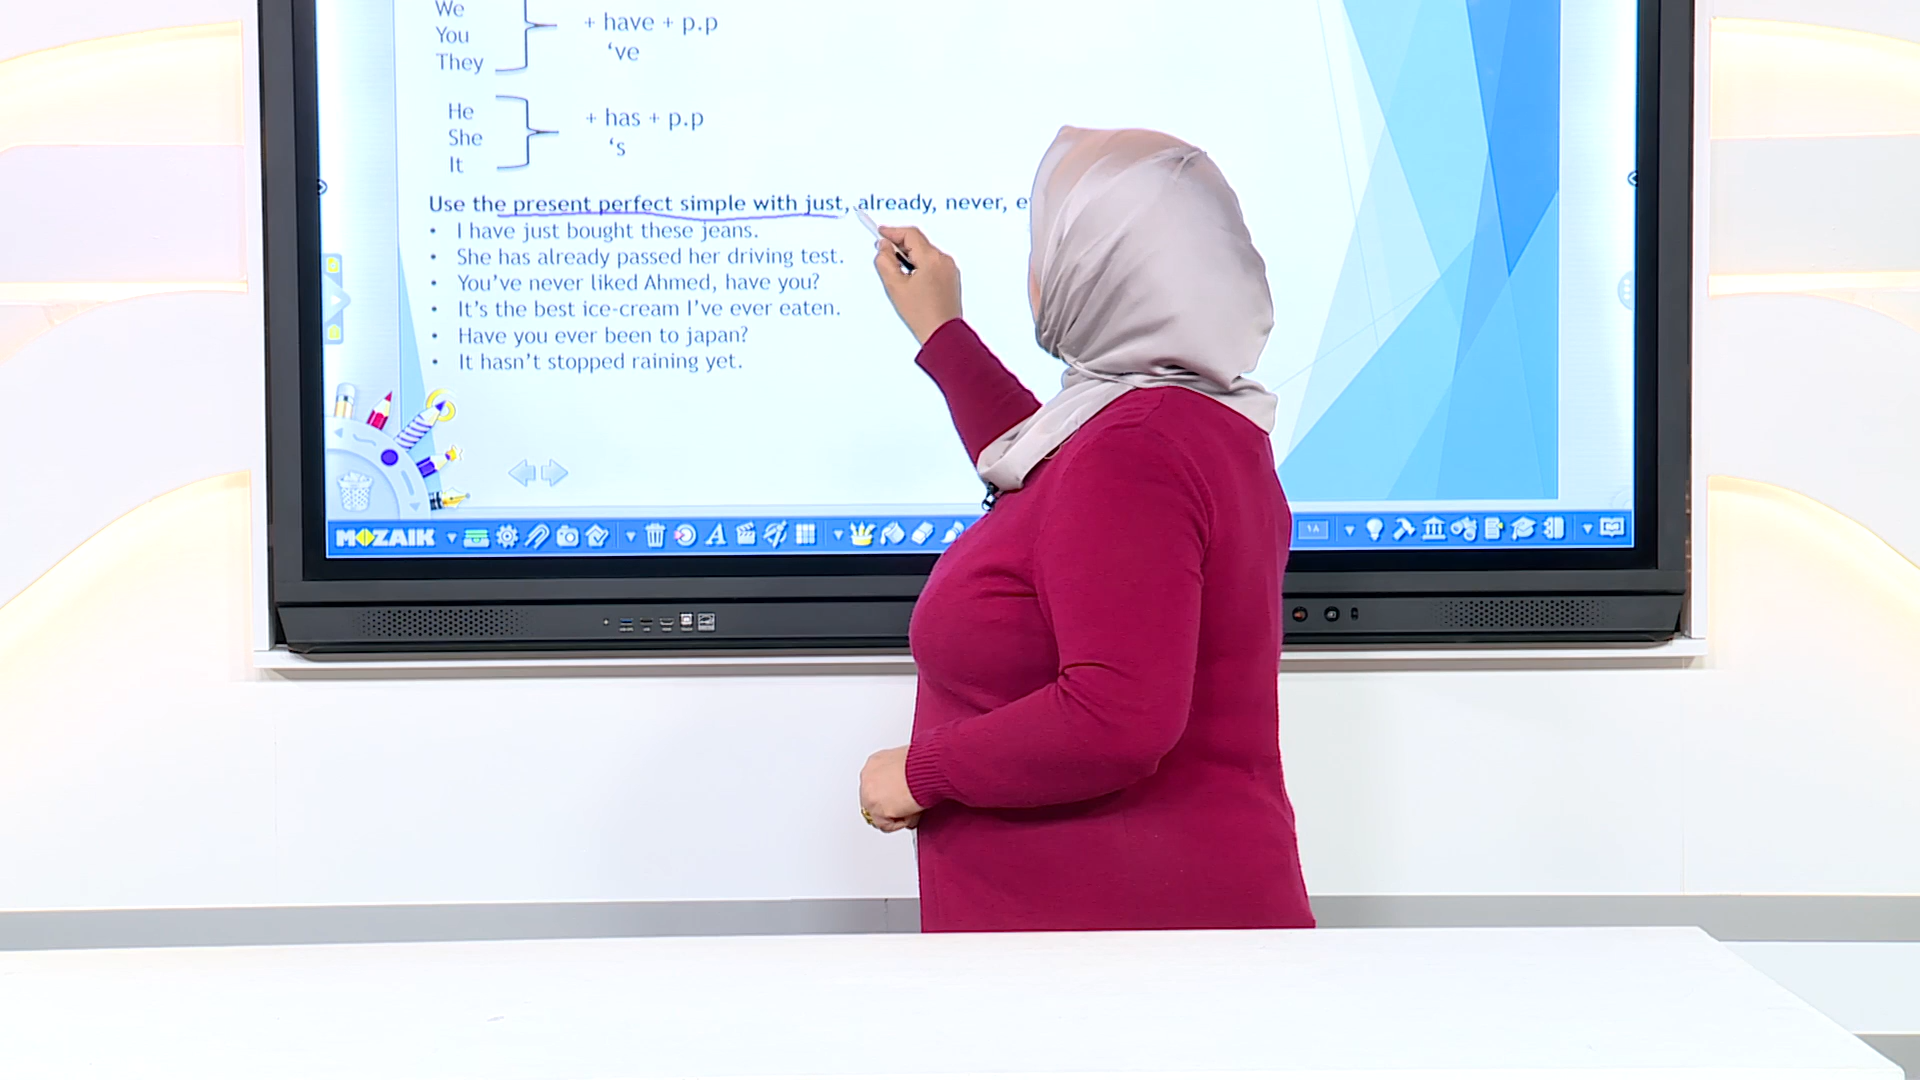 We
You
They
+ have + p.p
‘ve
He
She
It
+ has + p.p
‘s
Use the present perfect simple with just, already, never,
• I have just bought these jeans.
• She has already passed her driving test.
• You’ve never liked Ahmed, have you?
• It’s the best ice-cream I’ve ever eaten.
• Have you ever been to japan?
• It hasn’t stopped raining yet.
MOZAIK
A
١٨